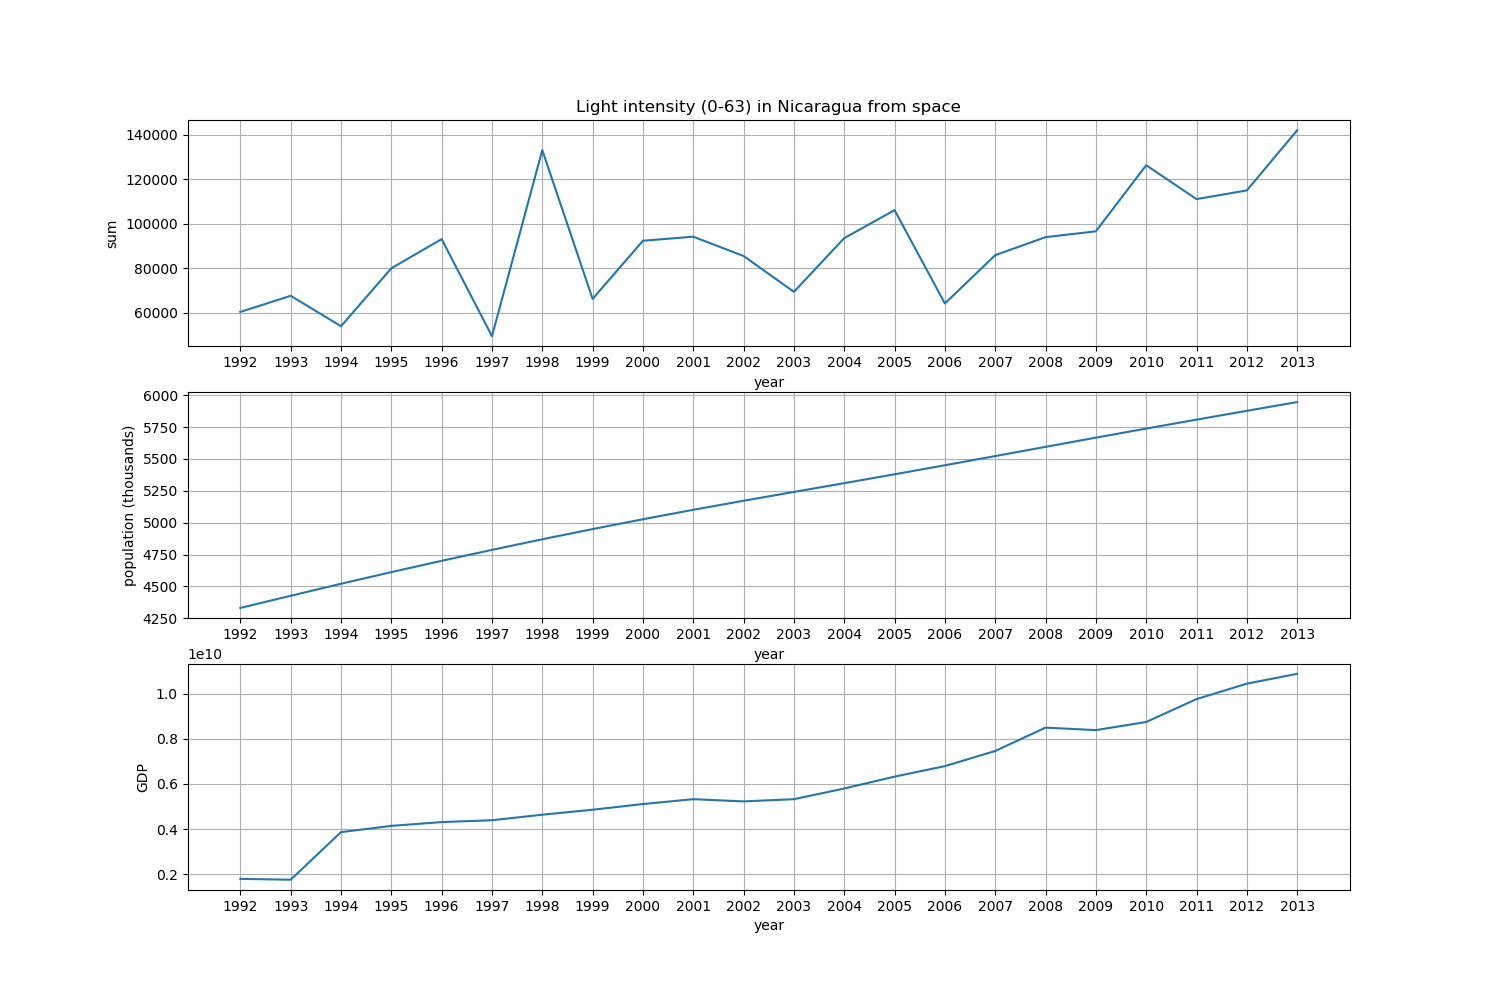 Light intensity (0-63) in Nicaragua from space
140000
120000
100000
80000
60000
sum
1992 1993 1994 1995 1996 1997 1998 1999 2000 2001 2002 2003 2004 2005 2006 2007 2008 2009 2010 2011 2012 2013
year
6000
5750
5500
5250
5000
4750
4500
4250
population (thousands)
1992 1993 1994 1995 1996 1997 1998 1999 2000 2001 2002 2003 2004 2005 2006 2007 2008 2009 2010 2011 2012 2013
year
1e10
1.0
0.8
0.6
0.4
0.2
GDP
1992 1993 1994 1995 1996 1997 1998 1999 2000 2001 2002 2003 2004 2005 2006 2007 2008 2009 2010 2011 2012 2013
year